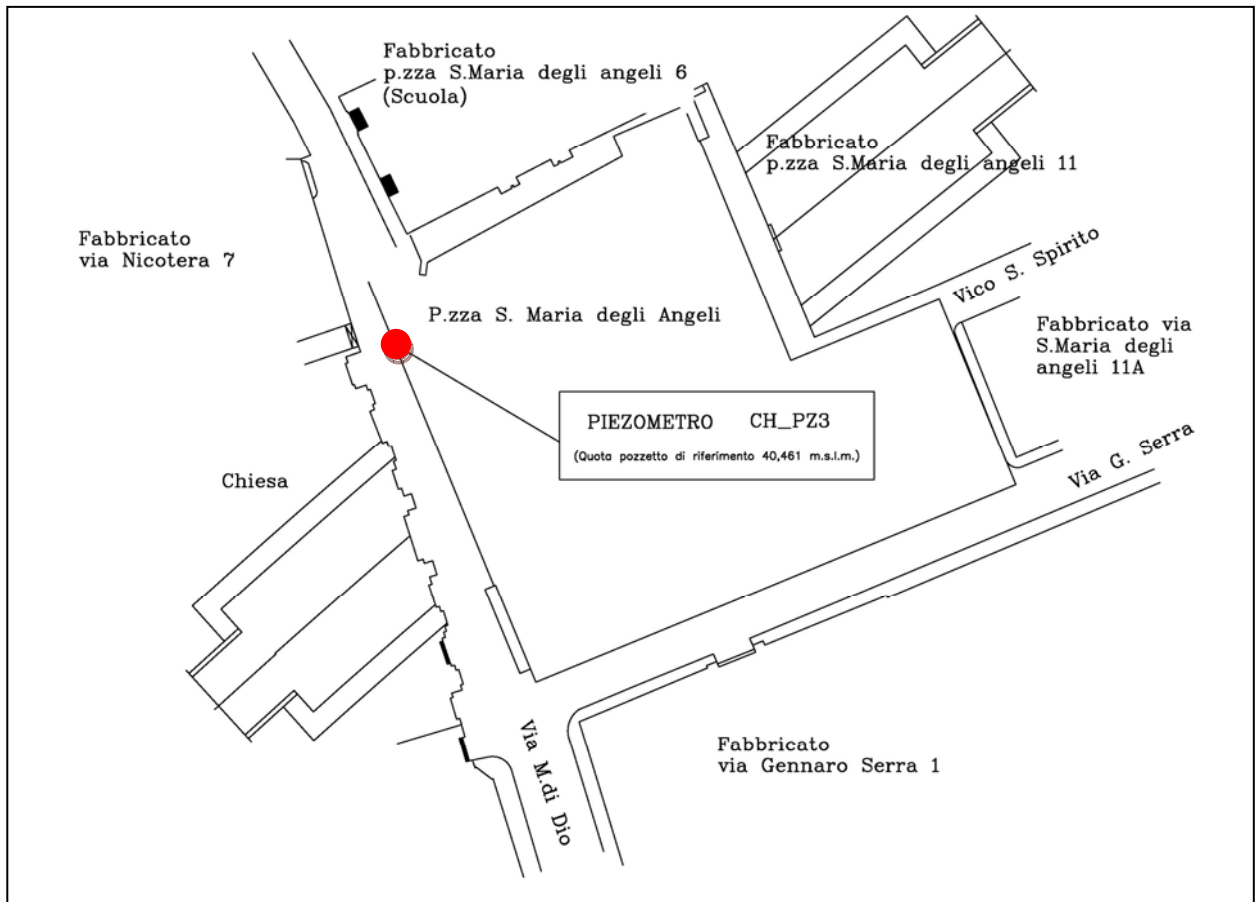 Fabbricato
p.zza S.Maria degli angeli 6
(Scuola)
Fabbricato
p.zza S.Maria degli angeli 11
Fabbricato
via Nicotera 7
Vico S. Spirito
P.zza S. Maria degli Angeli
Fabbricato via
S.Maria degli
angeli 11A
PIEZOMETRO CH_PZ3
(Quota pozzetto di riferimento 40,461 m.s.l.m.)
Via G. Serra
Chiesa
Via M.di Dio
Fabbricato
via Gennaro Serra 1